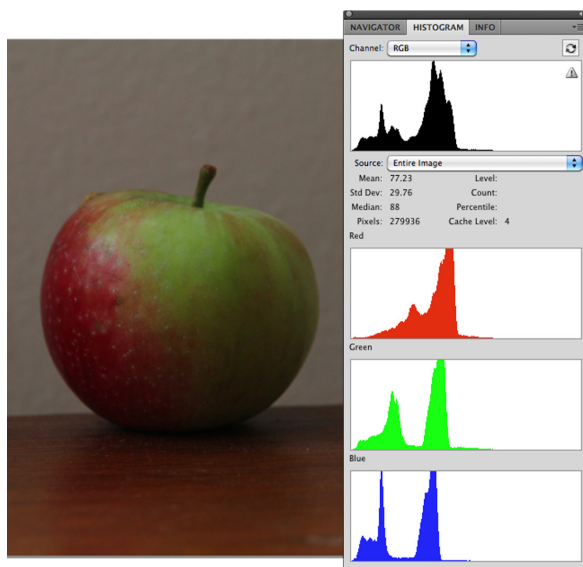 NAVIGATOR HISTOGRAM INFO
Channel: RGB
Source: Entire Image
Mean: 77.23 Level:
Std Dev: 29.76 Count:
Median: 88 Percentile:
Pixels: 279936 Cache Level: 4
Red
Green
Blue